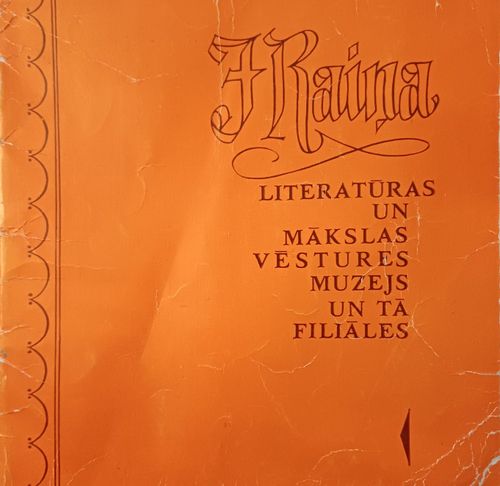 J Raiņa
LITERATŪRAS
UN
MĀKSLAS
VĒSTURES
MUZEJS
UN TĀ
FILIĀLES